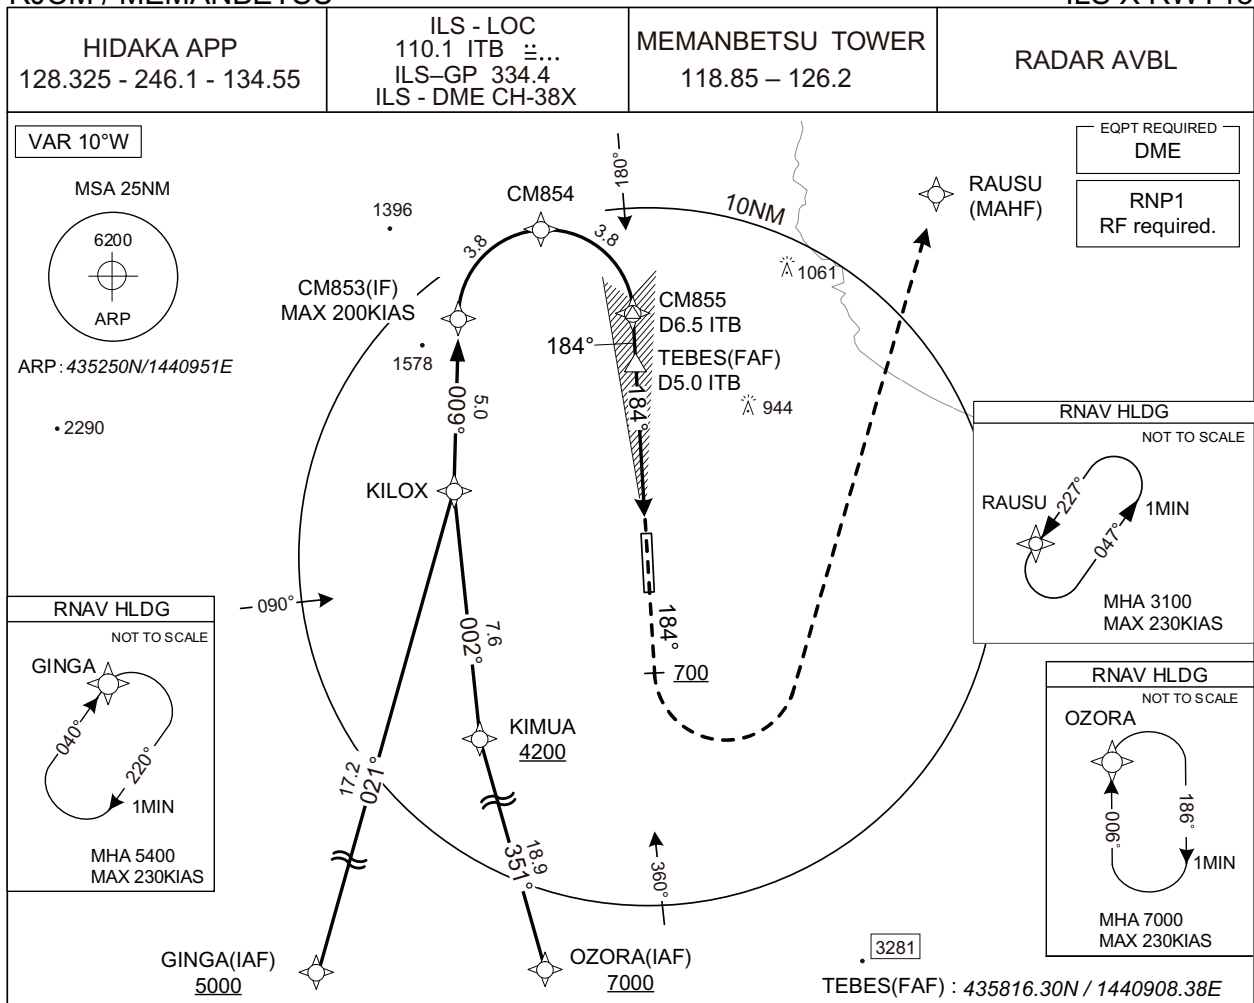 HIDAKA APP
128.325 - 246.1 - 134.55
ILS - LOC
110.1 ITB
ILS–GP 334.4
ILS - DME CH-38X
MEMANBETSU TOWER
118.85 – 126.2
RADAR AVBL
VAR 10°W
MSA 25NM
6200
ARP
ARP : 435250N/1440951E
EQPT REQUIRED
DME
RNP1
RF required.
1396
CM854
180°
10NM
RAUSU
(MAHF)
3.8
3.8
1061
CM853(IF)
MAX 200KIAS
CM855
D6.5 ITB
184°
1578
TEBES(FAF)
D5.0 ITB
184°
944
2290
009°
5.0
KILOX
RNAV HLDG
NOT TO SCALE
RAUSU
227°
047°
1MIN
MHA 3100
MAX 230KIAS
090°
002°
7.6
184°
700
RNAV HLDG
NOT TO SCALE
GINGA
040°
220°
1MIN
MHA 5400
MAX 230KIAS
KIMUA
4200
17.2
021°
18.9
351°
360°
RNAV HLDG
NOT TO SCALE
OZORA
006°
186°
1MIN
MHA 7000
MAX 230KIAS
GINGA(IAF)
5000
OZORA(IAF)
7000
3281
TEBES(FAF) : 435816.30N / 1440908.38E